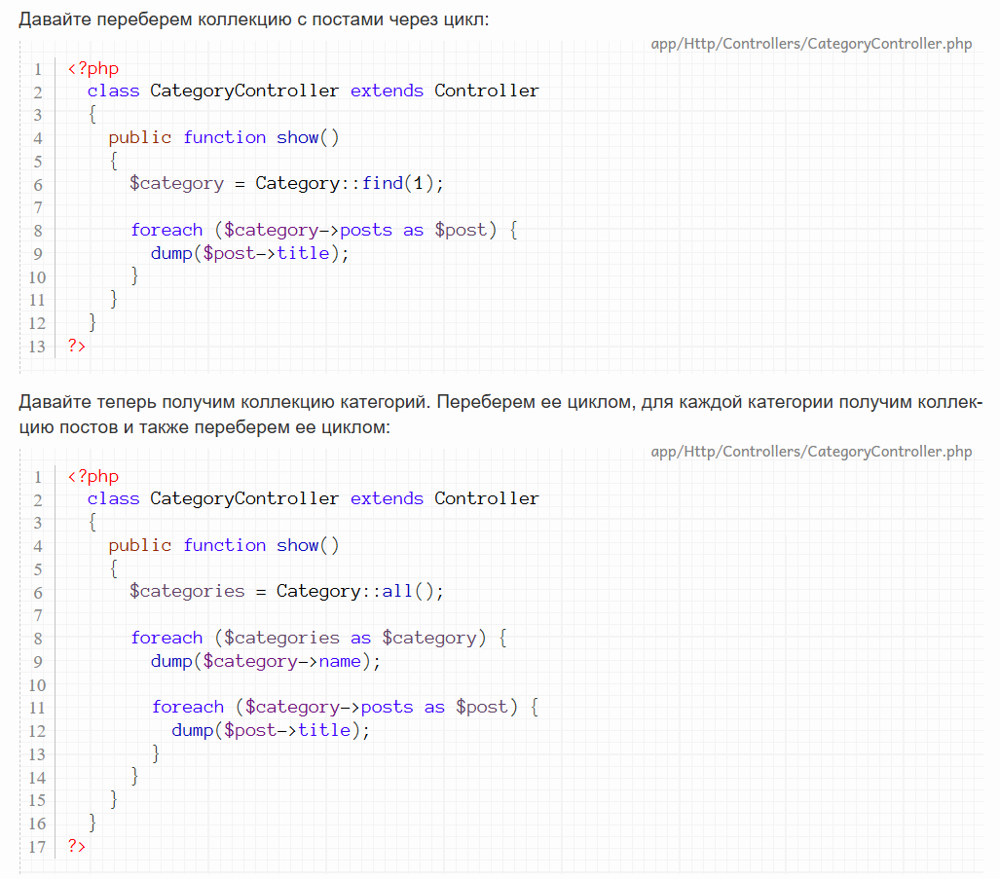 Давайте переберем коллекцию с постами через цикл:
app/Http/Controllers/CategoryController.php
1 <?php
2 class CategoryController extends Controller
3 {
4 public function show()
5 {
6 $category = Category::find(1);
7
8 foreach ($category->posts as $post) {
9 dump($post->title);
10 }
11 }
12 }
13 ?>
Давайте теперь получим коллекцию категорий. Переберем ее циклом, для каждой категории получим коллек-
цию постов и также переберем ее циклом:
app/Http/Controllers/CategoryController.php
1 <?php
2 class CategoryController extends Controller
3 {
4 public function show()
5 {
6 $categories = Category::all();
7
8 foreach ($categories as $category) {
9 dump($category->name);
10
11 foreach ($category->posts as $post) {
12 dump($post->title);
13 }
14 }
15 }
16 }
17 ?>